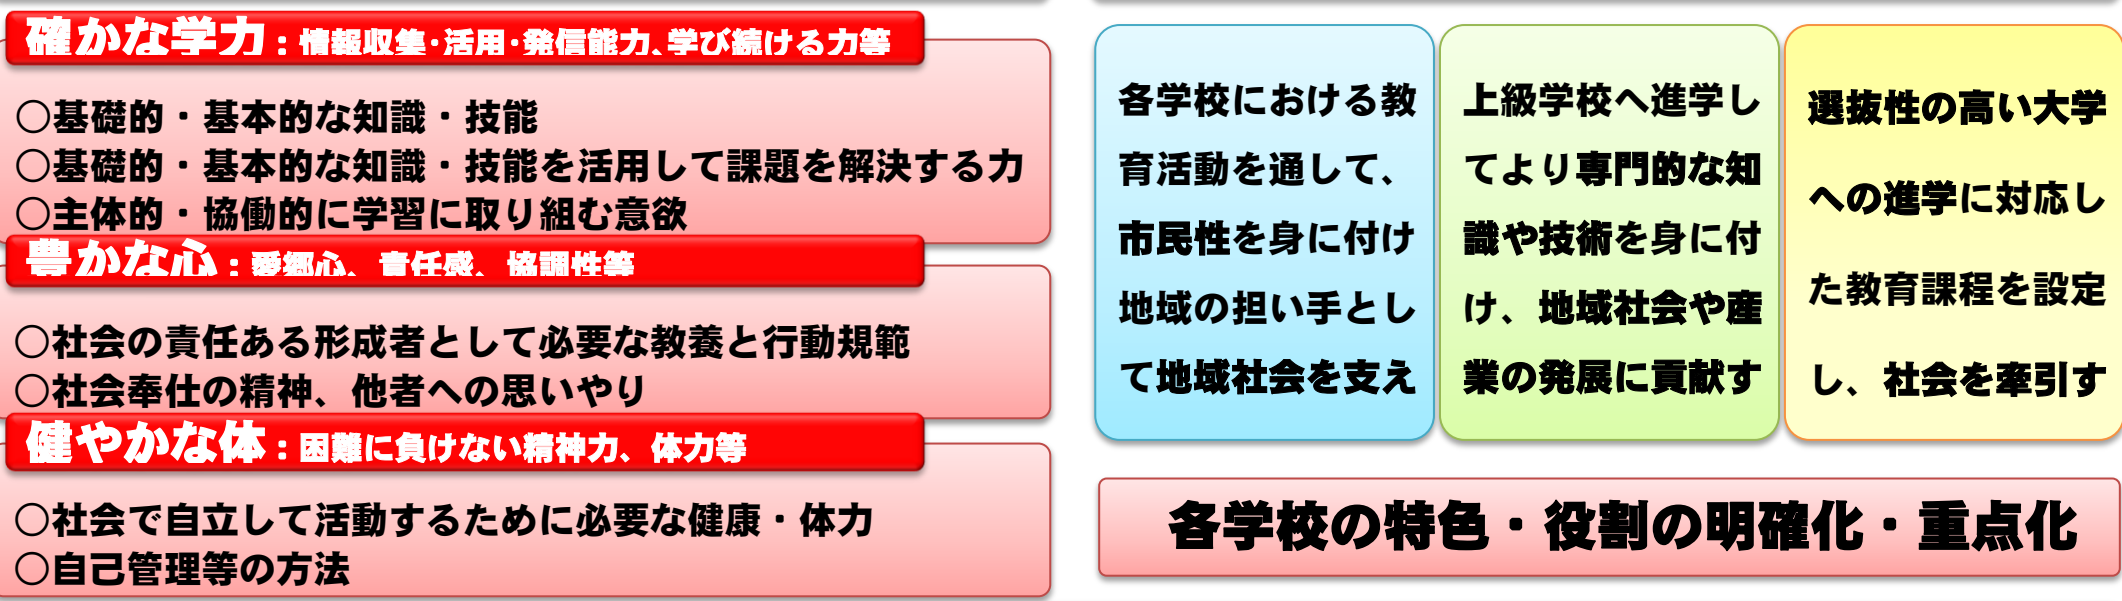 確かな学力：情報収集・活用・発信能力、学び続ける力等
○基礎的・基本的な知識・技能
○基礎的・基本的な知識・技能を活用して課題を解決する力
○主体的・協働的に学習に取り組む意欲
豊かな心：愛郷心、責任感、協調性等
○社会の責任ある形成者として必要な教養と行動規範
○社会奉仕の精神、他者への思いやり
健やかな体：困難に負けない精神力、体力等
○社会で自立して活動するために必要な健康・体力
○自己管理等の方法
各学校における教
育活動を通して、
市民性を身に付け
地域の担い手とし
て地域社会を支え
上級学校へ進学し
てより専門的な知
識や技術を身に付
け、地域社会や産
業の発展に貢献す
選抜性の高い大学
への進学に対応し
た教育課程を設定
し、社会を牽引す
各学校の特色・役割の明確化・重点化